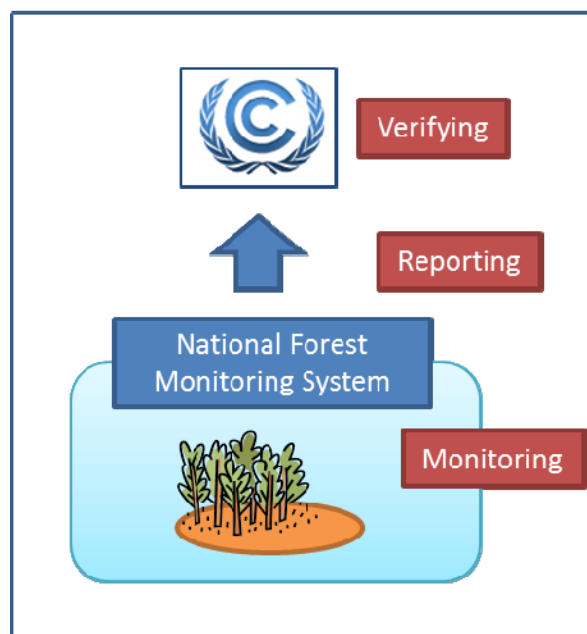 Verifying
Reporting
National Forest
Monitoring System
Monitoring